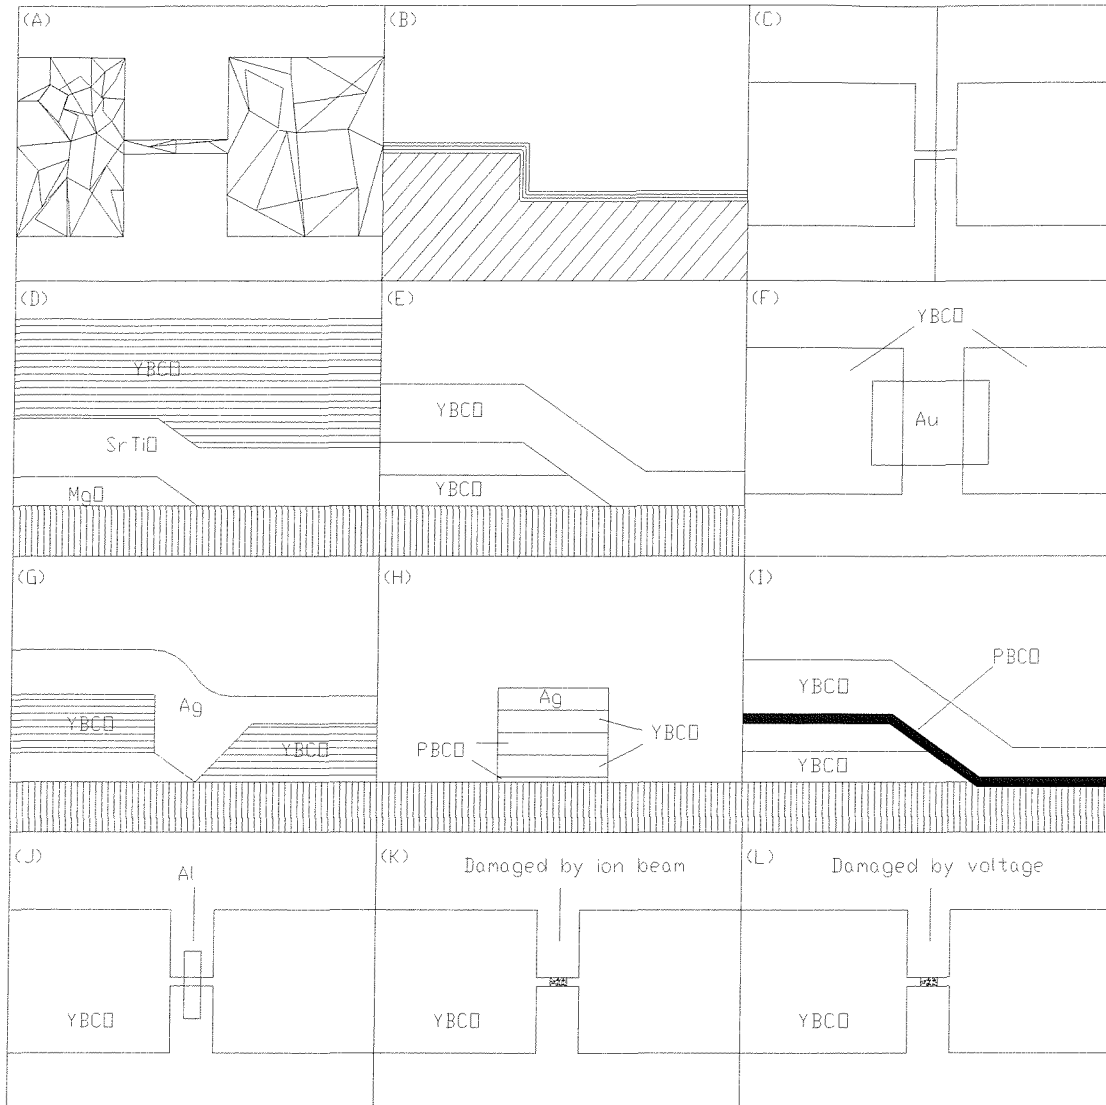 (A)
(B)
(C)
(D)
YBCO
SrTiO
MgO
(E)
YBCO
YBCO
(F)
YBCO
Au
(G)
YBCO
Ag
YBCO
(H)
Ag
YBCO
PBCO
(I)
PBCO
YBCO
YBCO
(J)
Al
YBCO
(K)
Damaged by ion beam
YBCO
(L)
Damaged by voltage
YBCO